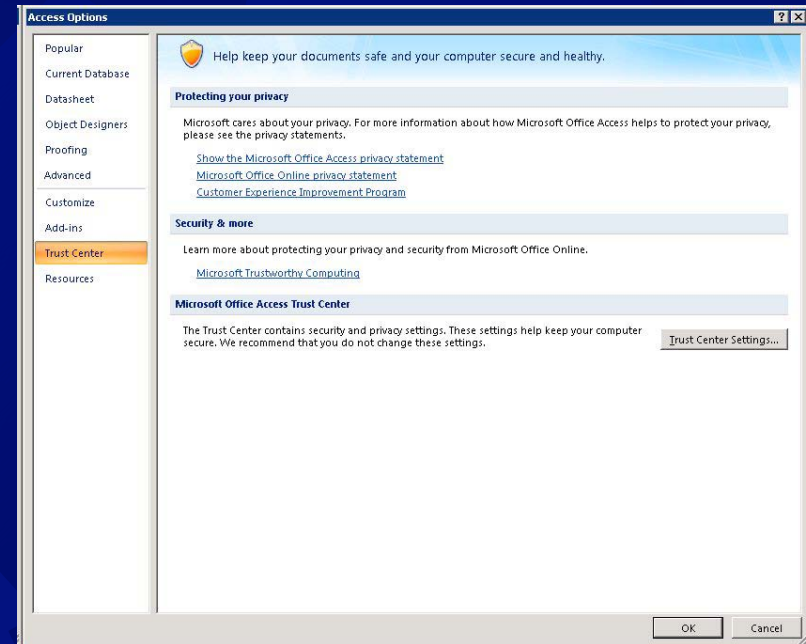 Access Options
Popular
Current Database
Datasheet
Object Designers
Proofing
Advanced
Customize
Add-ins
Trust Center
Resources
Help keep your documents safe and your computer secure and healthy.
Protecting your privacy
Microsoft cares about your privacy. For more information about how Microsoft Office Access helps to protect your privacy,
please see the privacy statements.
Show the Microsoft Office Access privacy statement
Microsoft Office Online privacy statement
Customer Experience Improvement Program
Security & more
Learn more about protecting your privacy and security from Microsoft Office Online.
Microsoft Trustworthy Computing
Microsoft Office Access Trust Center
The Trust Center contains security and privacy settings. These settings help keep your computer
secure. We recommend that you do not change these settings.
Trust Center Settings...
OK
Cancel